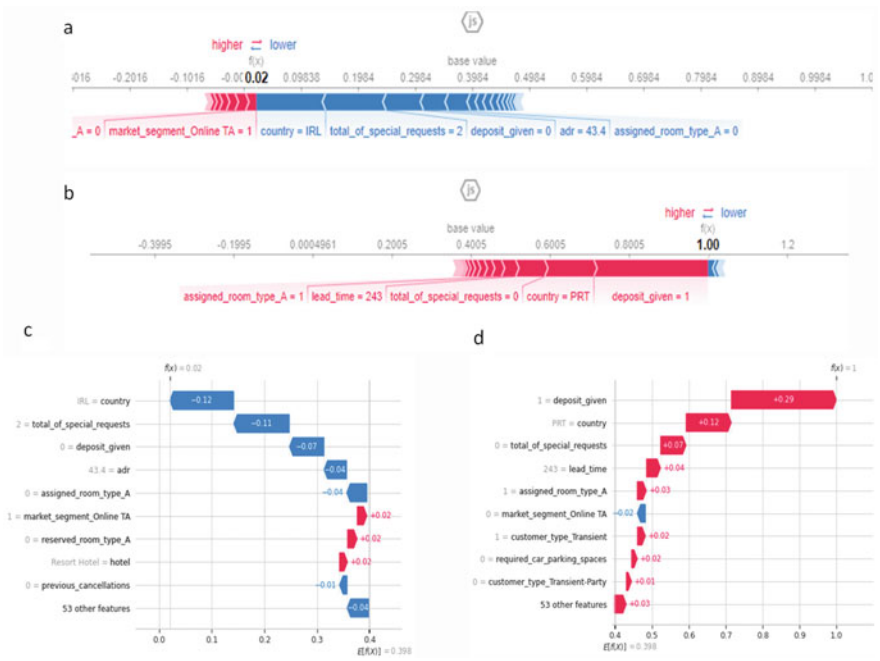 a
js
higher lower
f(x)
base value
016 -0.2016 -0.1016 -0.00 0.02 0.09838 0.1984 0.2984 0.3984 0.4984 0.5984 0.6984 0.7984 0.8984 0.9984 1.0
_A = 0 market_segment_Online TA = 1 country = IRL total_of_special_requests = 2 deposit_given = 0 adr = 43.4 assigned_room_type_A = 0
b
js
higher lower
base value f(x)
-0.3995 -0.1995 0.0004961 0.2005 0.4005 0.6005 0.8005 1.00 1.2
assigned_room_type_A = 1 lead_time = 243 total_of_special_requests = 0 country = PRT deposit_given = 1
c
f(x) = 0.02
IRL = country −0.12
2 = total_of_special_requests −0.11
0 = deposit_given −0.07
43.4 = adr −0.04
0 = assigned_room_type_A −0.04
1 = market_segment_Online TA +0.02
0 = reserved_room_type_A +0.02
Resort Hotel = hotel +0.02
0 = previous_cancellations −0.01
53 other features −0.04
0.0 0.1 0.2 0.3 0.4
E[f(X)] = 0.398
d
f(x) = 1
1 = deposit_given +0.29
PRT = country +0.12
0 = total_of_special_requests +0.07
243 = lead_time +0.04
1 = assigned_room_type_A +0.03
0 = market_segment_Online TA −0.02
1 = customer_type_Transient +0.02
0 = required_car_parking_spaces +0.02
0 = customer_type_Transient-Party +0.01
53 other features +0.03
0.4 0.5 0.6 0.7 0.8 0.9 1.0
E[f(X)] = 0.398